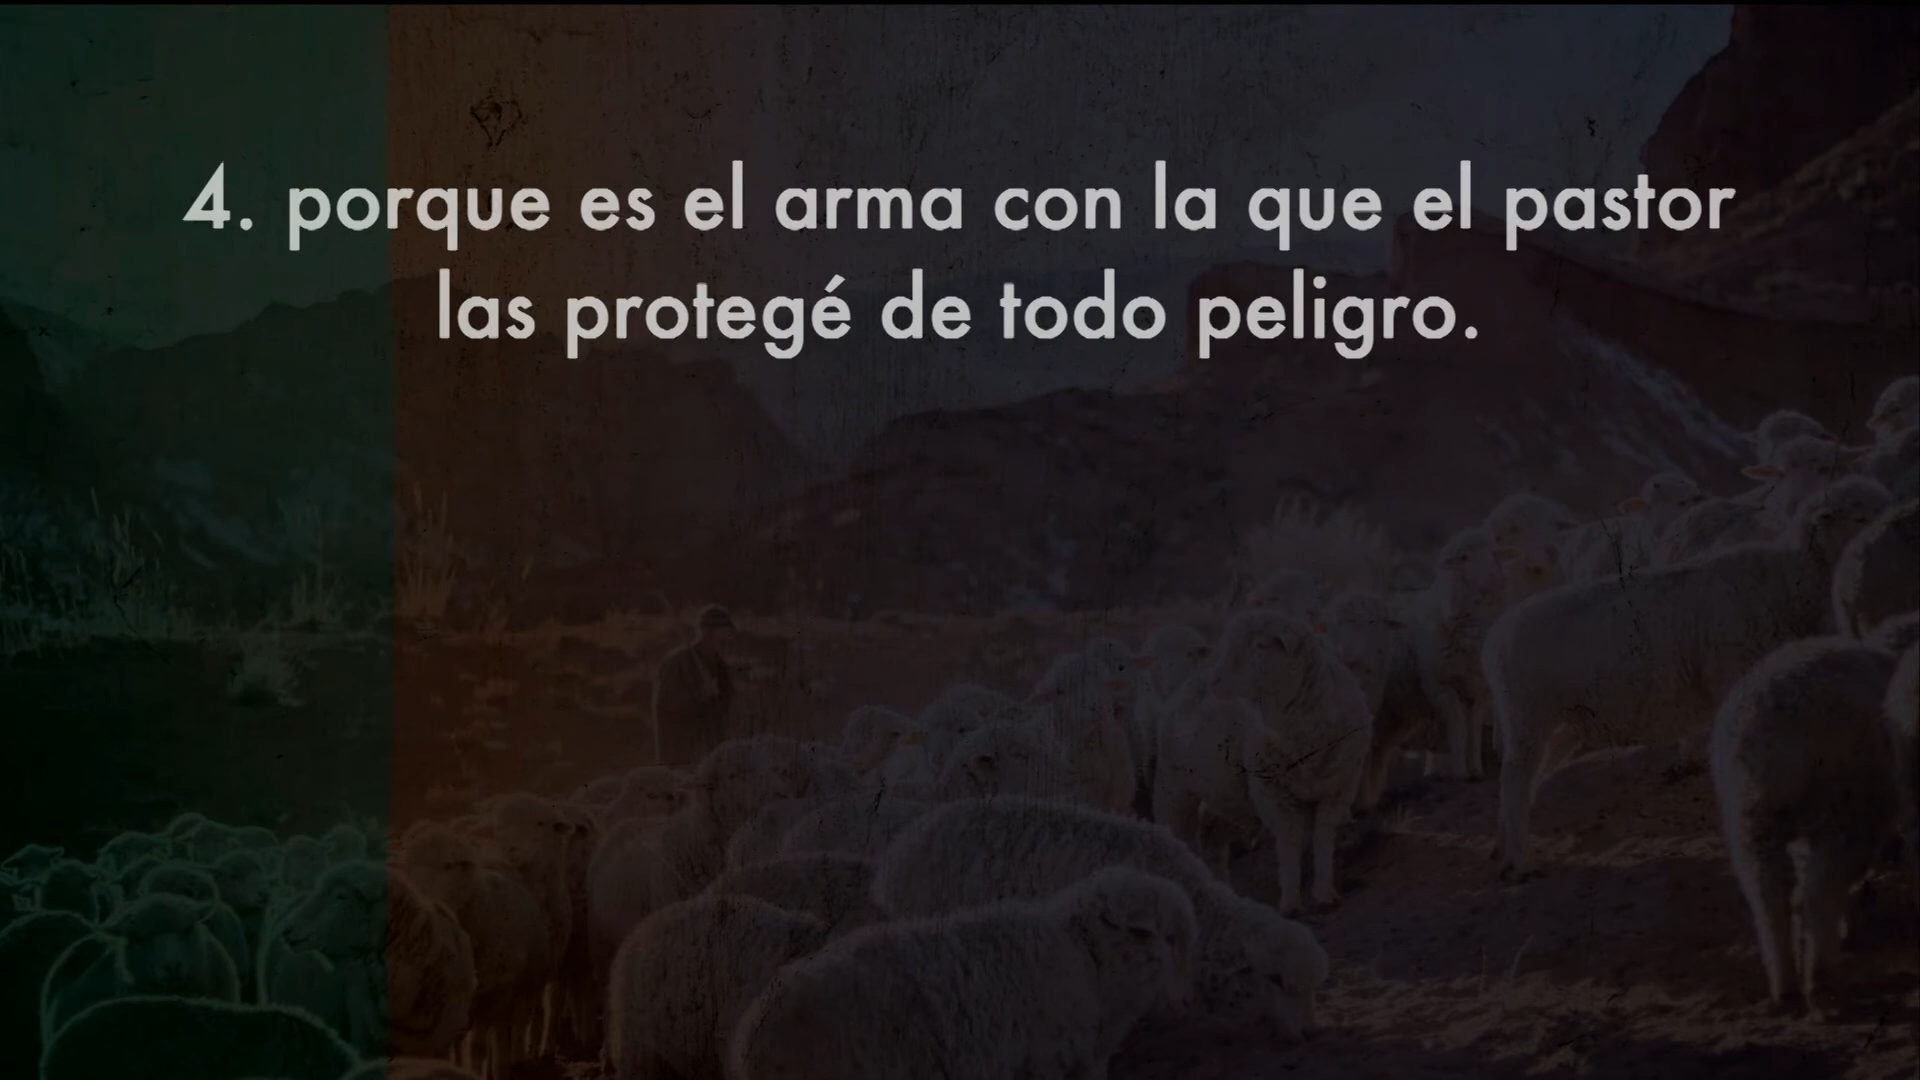 4. porque es el arma con la que el pastor
las protegé de todo peligro.